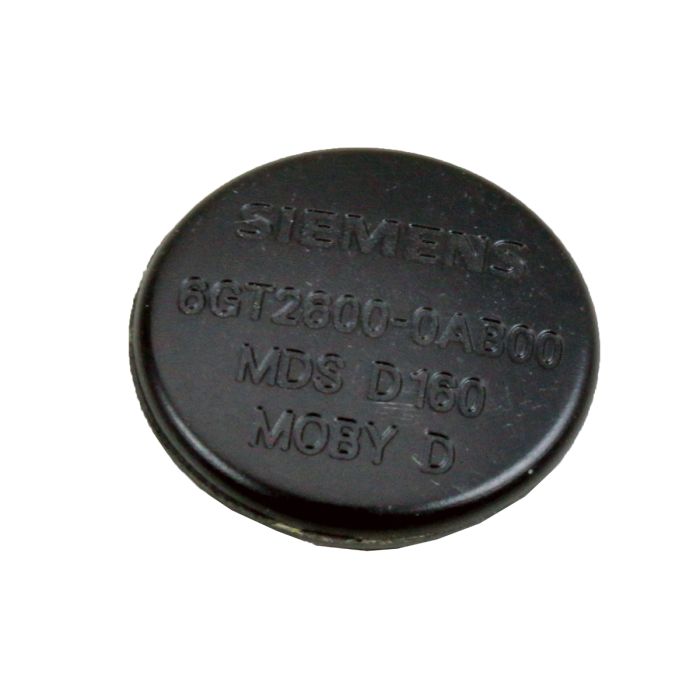 SIEMENS
6GT2800-0AB00
MDS D160
MOBY D